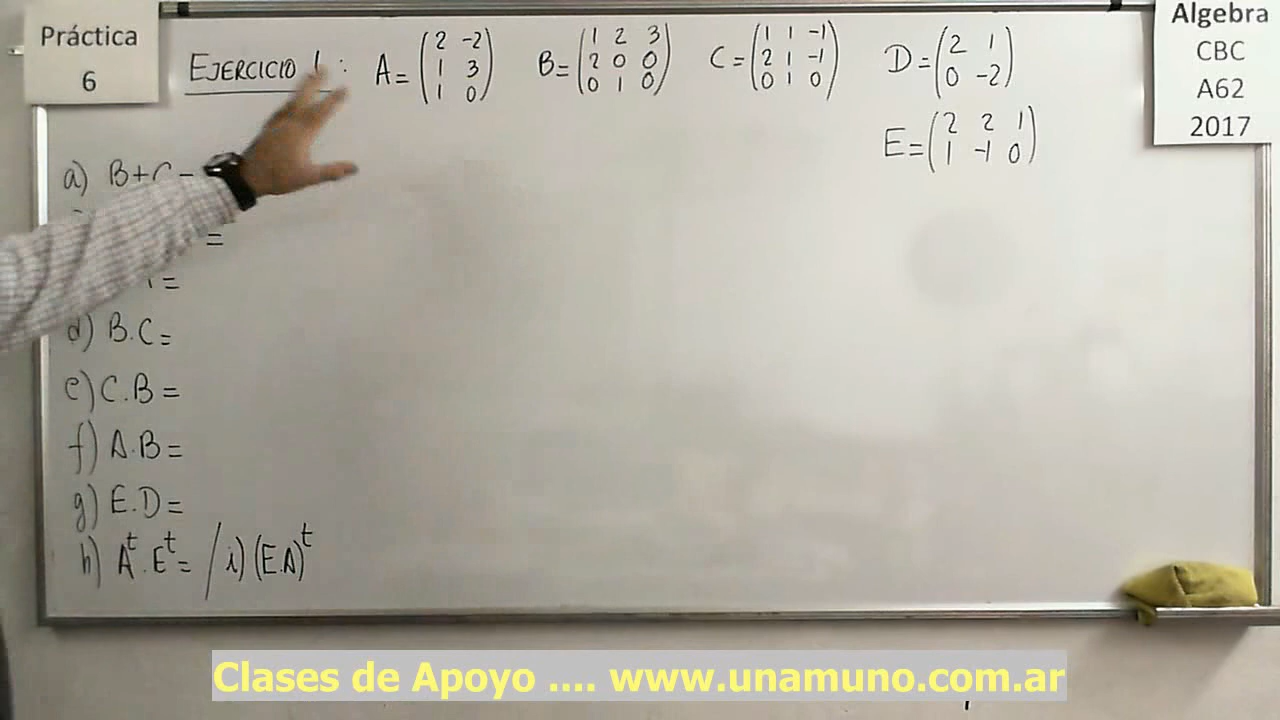 Práctica
6
EJERCICIO 1:
A = (2 -2
1 3
1 0)
B = (1 2 3
2 0 0
0 1 0)
C = (1 1 -1
2 1 -1
0 1 0)
D = (2 1
0 -2)
E = (2 2 1
1 -1 0)
Algebra
CBC
A62
2017
a) B+C=
=
=
d) B.C=
e) C.B=
f) A.B=
g) E.D=
h) Aᵗ.Eᵗ= / i) (E.A)ᵗ
Clases de Apoyo .... www.unamuno.com.ar